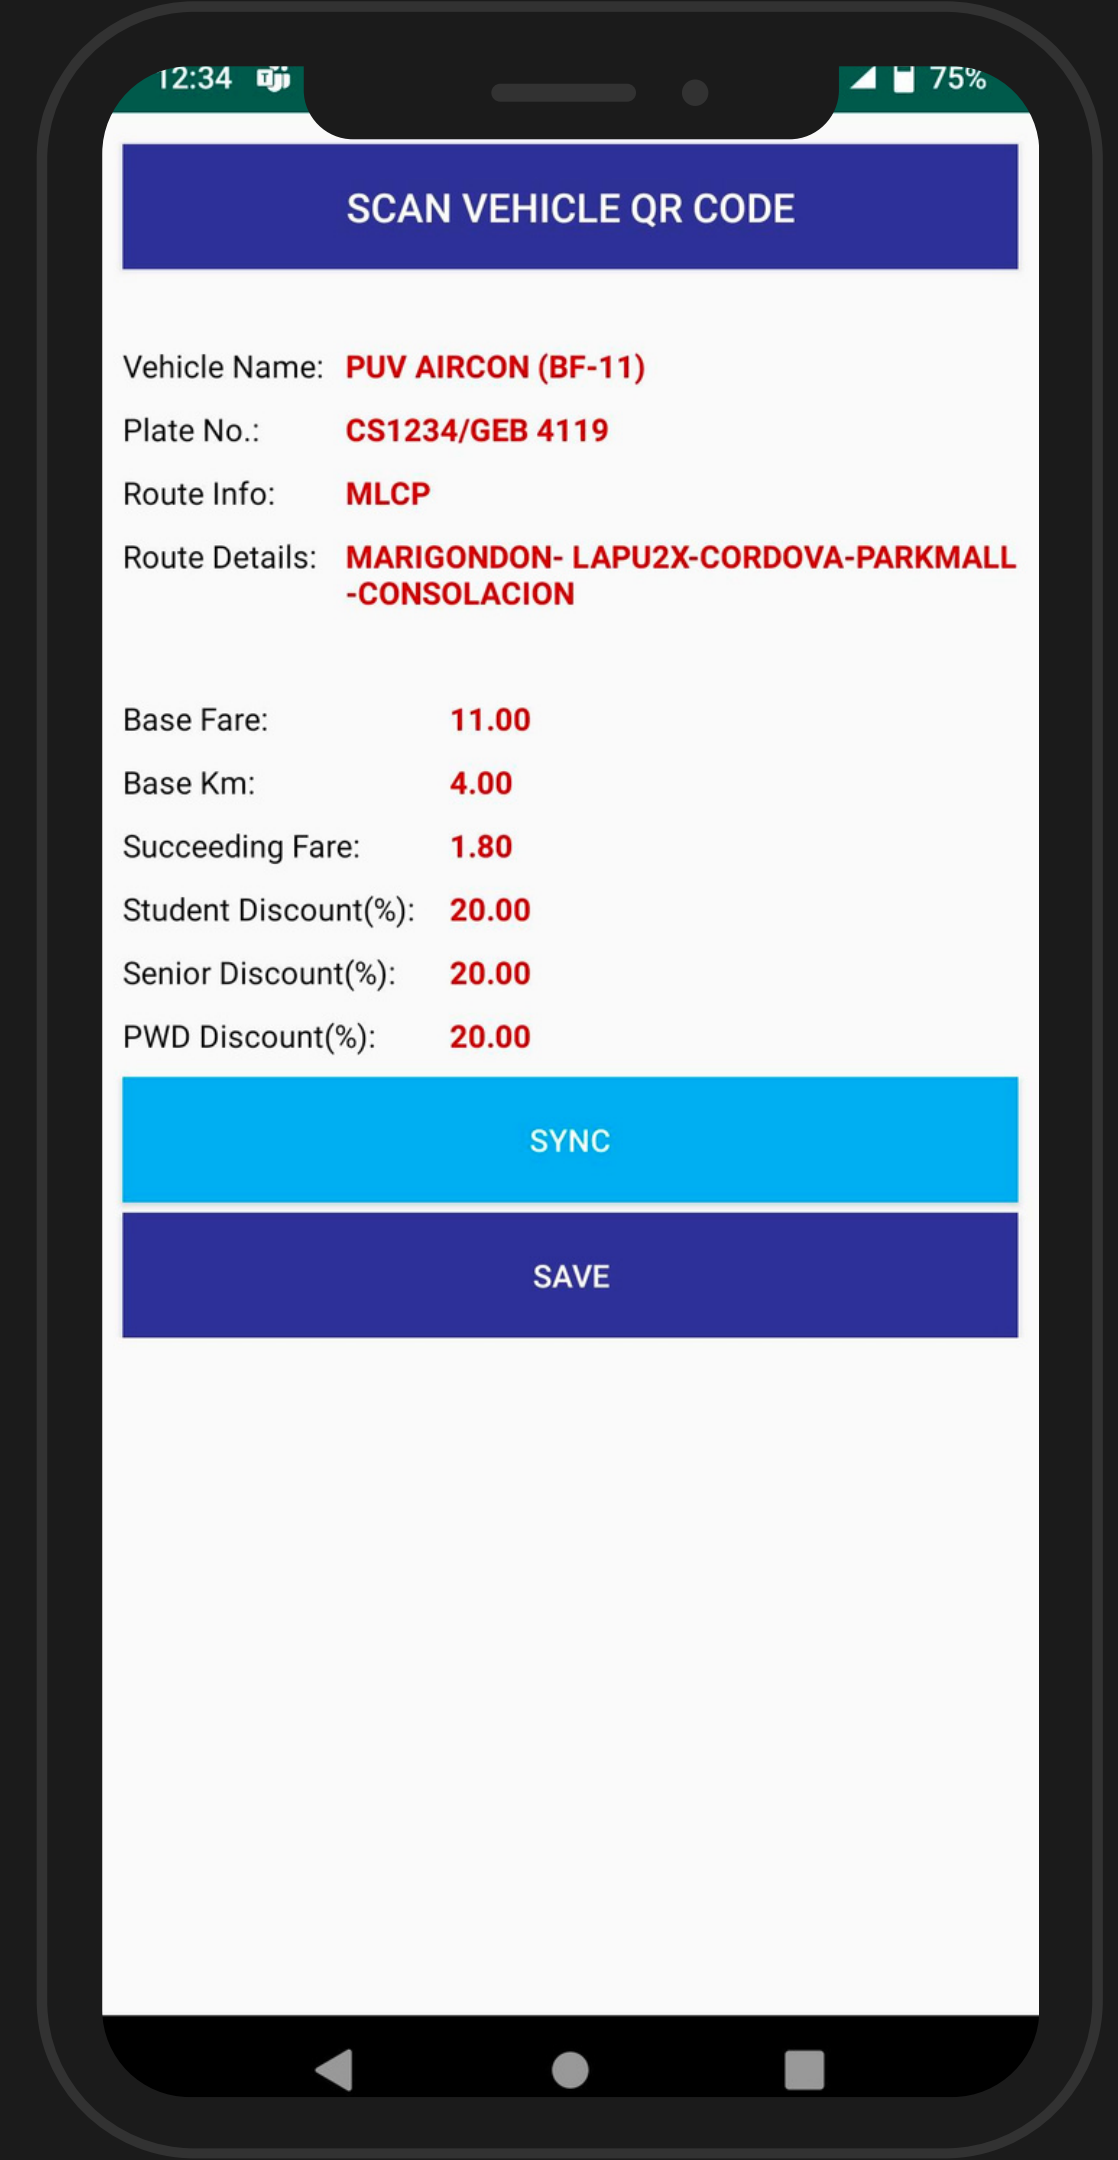 12:34 75%
SCAN VEHICLE QR CODE
Vehicle Name: PUV AIRCON (BF-11)
Plate No.: CS1234/GEB 4119
Route Info: MLCP
Route Details: MARIGONDON- LAPU2X-CORDOVA-PARKMALL
-CONSOLACION
Base Fare: 11.00
Base Km: 4.00
Succeeding Fare: 1.80
Student Discount(%): 20.00
Senior Discount(%): 20.00
PWD Discount(%): 20.00
SYNC
SAVE